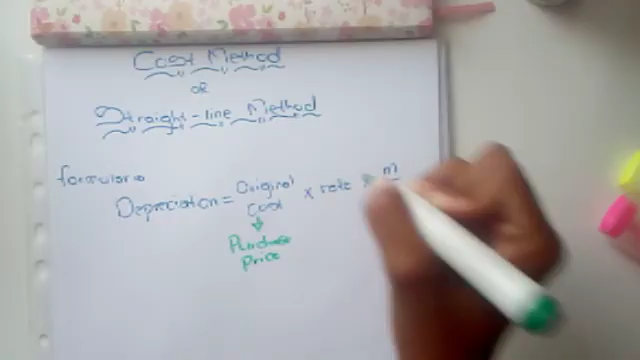 Cost Method
or
Straight-line Method
formula
Depreciation = Original Cost × rate × m
Purchase
Price